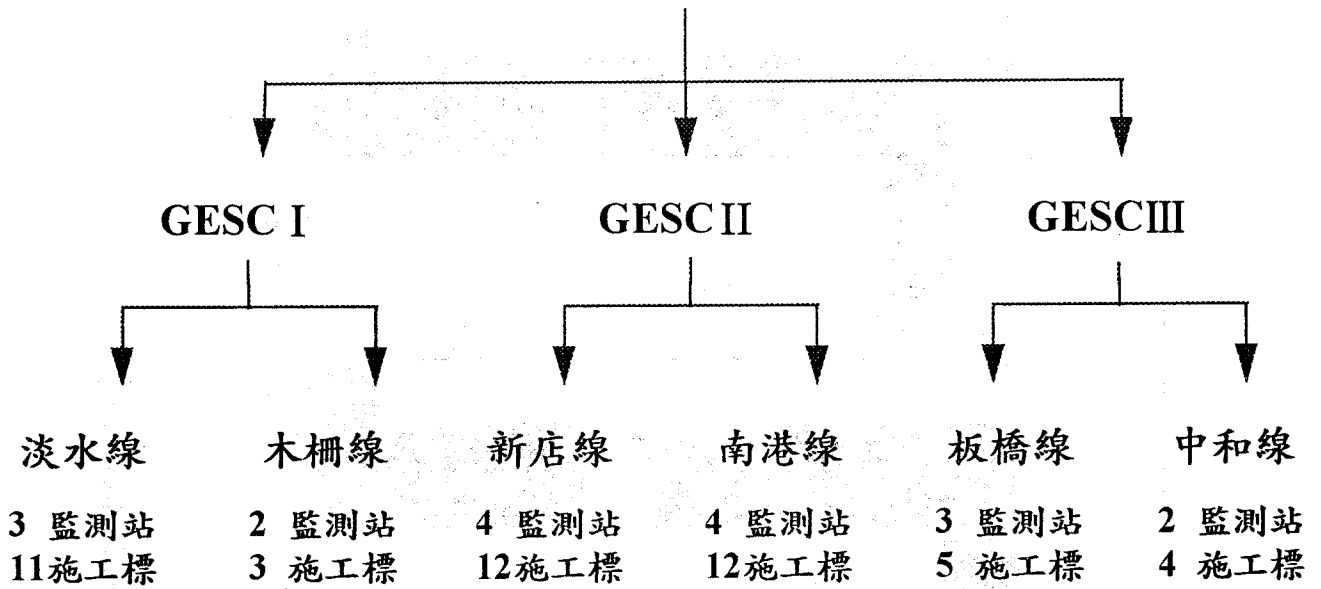 GESC I GESC II GESC III
淡水線 木柵線 新店線 南港線 板橋線 中和線
3 監測站 2 監測站 4 監測站 4 監測站 3 監測站 2 監測站
11施工標 3 施工標 12施工標 12施工標 5 施工標 4 施工標